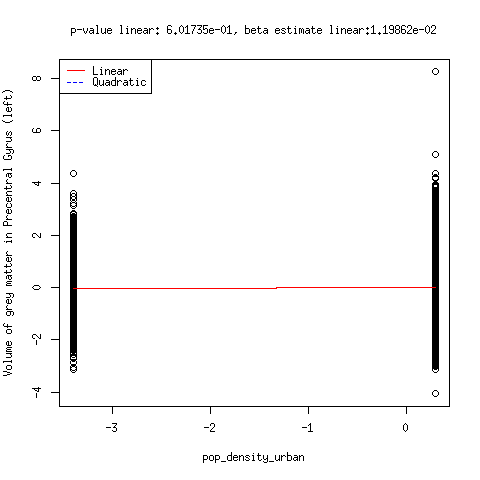 p-value linear: 6.01735e-01, beta estimate linear:1.19862e-02
Linear
Quadratic
Volume of grey matter in Precentral Gyrus (left)
8
6
4
2
0
-2
-4
-3
-2
-1
0
pop_density_urban